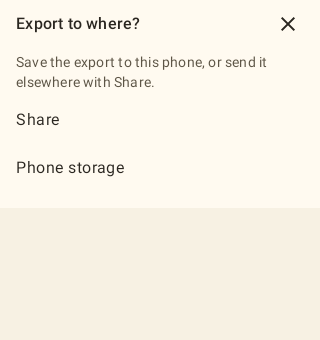 Export to where?
Save the export to this phone, or send it
elsewhere with Share.
Share
Phone storage